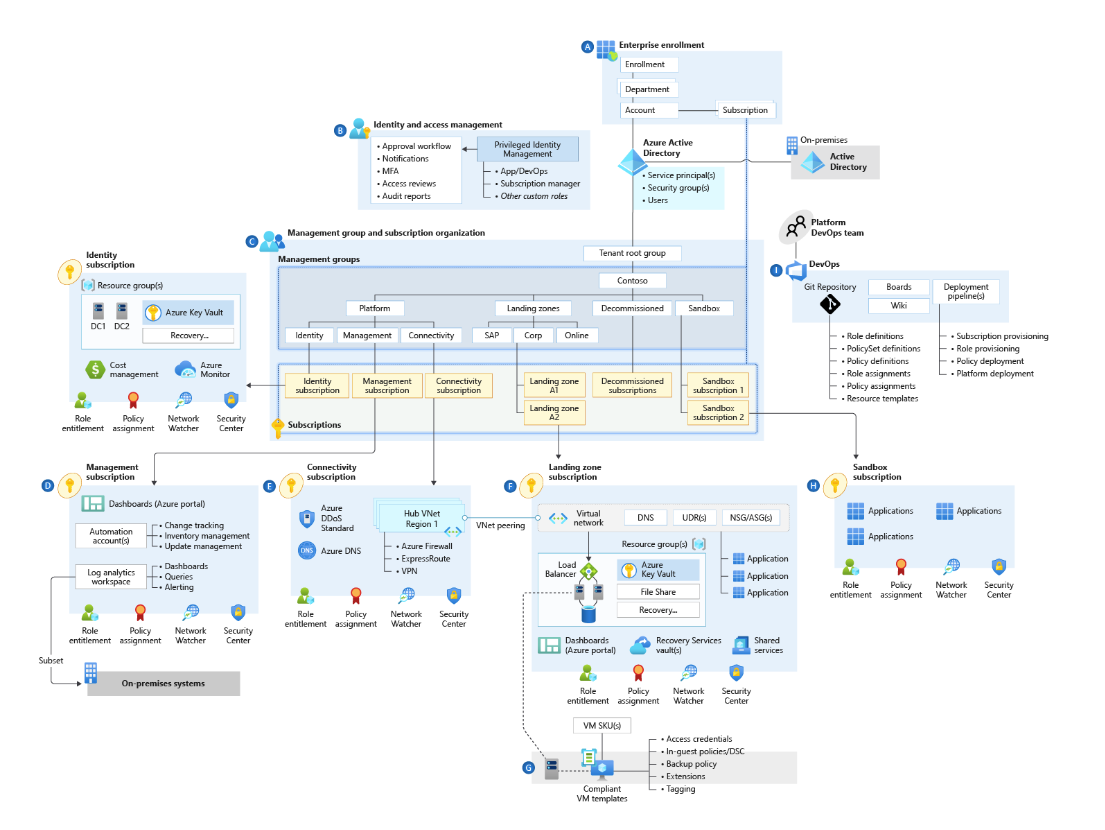 A
Enterprise enrollment
Enrollment
Department
Account
Subscription
B
Identity and access management
• Approval workflow
• Notifications
• MFA
• Access reviews
• Audit reports
Privileged Identity
Management
• App/DevOps
• Subscription manager
• Other custom roles
Azure Active
Directory
• Service principal(s)
• Security group(s)
• Users
On-premises
Active
Directory
C
Management group and subscription organization
Management groups
Tenant root group
Contoso
Platform
Landing zones
Decommissioned
Sandbox
Identity
Management
Connectivity
SAP
Corp
Online
Identity
subscription
Management
subscription
Connectivity
subscription
Landing zone
A1
Landing zone
A2
Decommissioned
subscriptions
Sandbox
subscription 1
Sandbox
subscription 2
Subscriptions
Platform
DevOps team
I
DevOps
Git Repository
Boards
Wiki
Deployment
pipeline(s)
• Role definitions
• PolicySet definitions
• Policy definitions
• Role assignments
• Policy assignments
• Resource templates
• Subscription provisioning
• Role provisioning
• Policy deployment
• Platform deployment
Identity
subscription
Resource group(s)
DC1
DC2
Azure Key Vault
Recovery...
Cost
management
Azure
Monitor
Role
entitlement
Policy
assignment
Network
Watcher
Security
Center
D
Management
subscription
Dashboards (Azure portal)
Automation
account(s)
• Change tracking
• Inventory management
• Update management
Log analytics
workspace
• Dashboards
• Queries
• Alerting
Role
entitlement
Policy
assignment
Network
Watcher
Security
Center
Subset
On-premises systems
E
Connectivity
subscription
Azure
DDoS
Standard
Azure DNS
DNS
Hub VNet
Region 1
• Azure Firewall
• ExpressRoute
• VPN
Role
entitlement
Policy
assignment
Network
Watcher
Security
Center
VNet peering
F
Landing zone
subscription
Virtual
network
DNS
UDR(s)
NSG/ASG(s)
Resource group(s)
Load
Balancer
Azure
Key Vault
File Share
Recovery...
Application
Application
Application
Dashboards
(Azure portal)
Recovery Services
vault(s)
Shared
services
Role
entitlement
Policy
assignment
Network
Watcher
Security
Center
H
Sandbox
subscription
Applications
Applications
Applications
Role
entitlement
Policy
assignment
Network
Watcher
Security
Center
G
VM SKU(s)
Compliant
VM templates
• Access credentials
• In-guest policies/DSC
• Backup policy
• Extensions
• Tagging